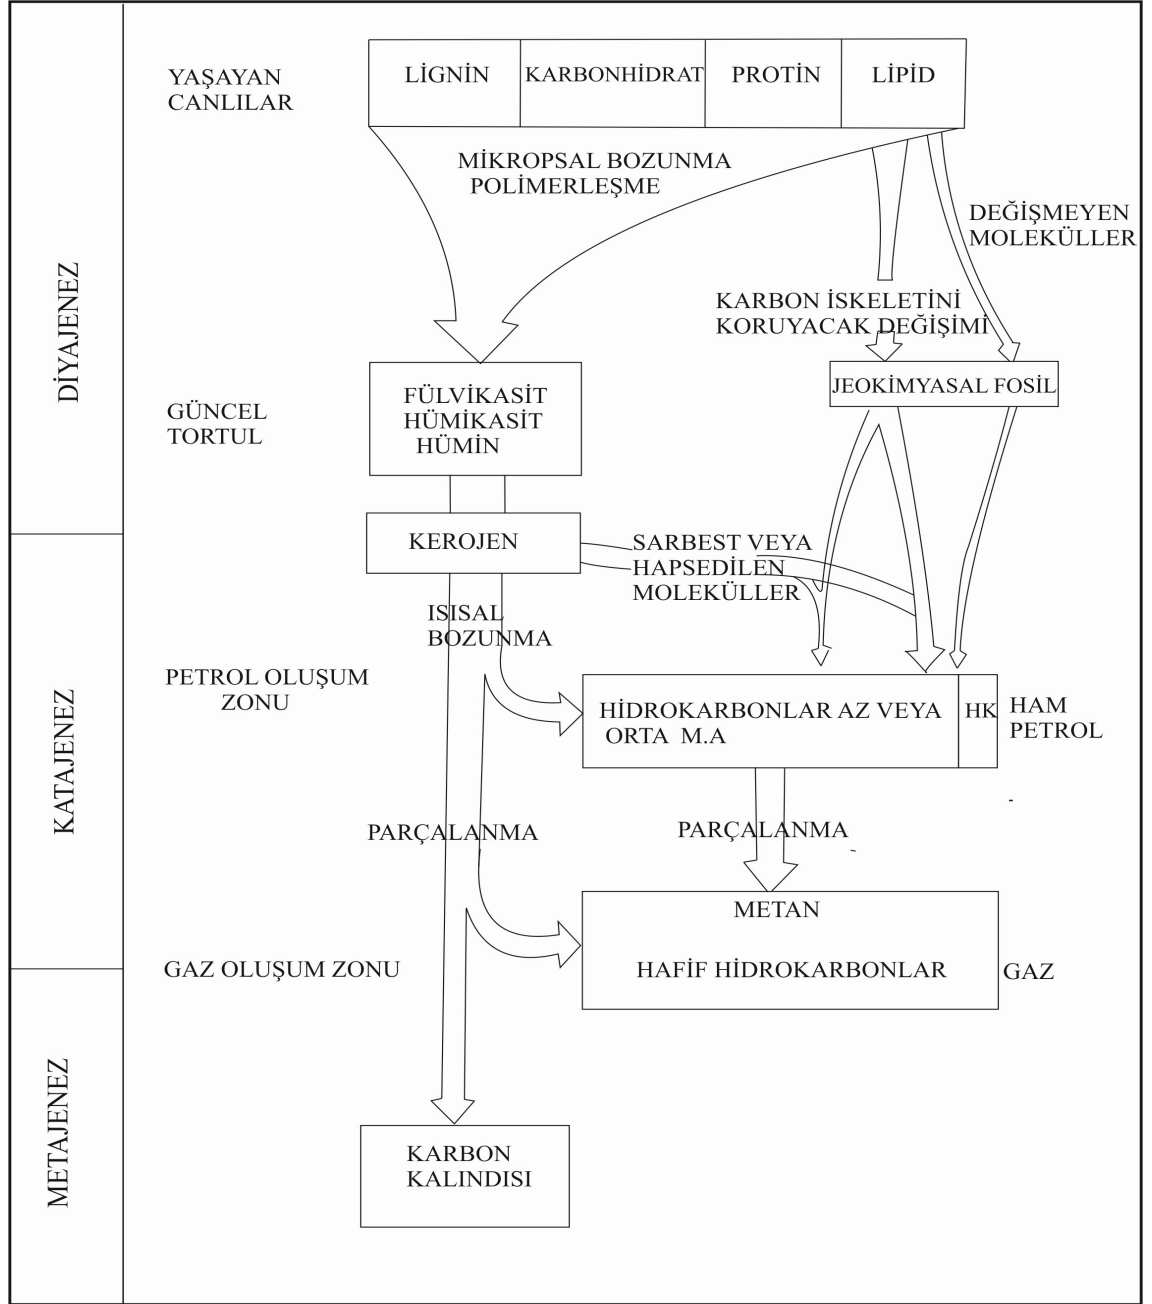 YAŞAYAN
CANLILAR
LİGNİN
KARBONHİDRAT
PROTİN
LİPİD
MİKROPSAL BOZUNMA
POLİMERLEŞME
DEĞİŞMEYEN
MOLEKÜLLER
KARBON İSKELETİNİ
KORUYACAK DEĞİŞİMİ
DİYAJENEZ
GÜNCEL
TORTUL
FÜLVİKASİT
HÜMİKASİT
HÜMİN
JEOKİMYASAL FOSİL
KEROJEN
SARBEST VEYA
HAPSEDİLEN
MOLEKÜLLER
ISISAL
BOZUNMA
KATAJENEZ
PETROL OLUŞUM
ZONU
HİDROKARBONLAR AZ VEYA
ORTA M.A
HK
HAM
PETROL
PARÇALANMA
PARÇALANMA
METAN
HAFİF HİDROKARBONLAR
GAZ OLUŞUM ZONU
GAZ
METAJENEZ
KARBON
KALINDISI